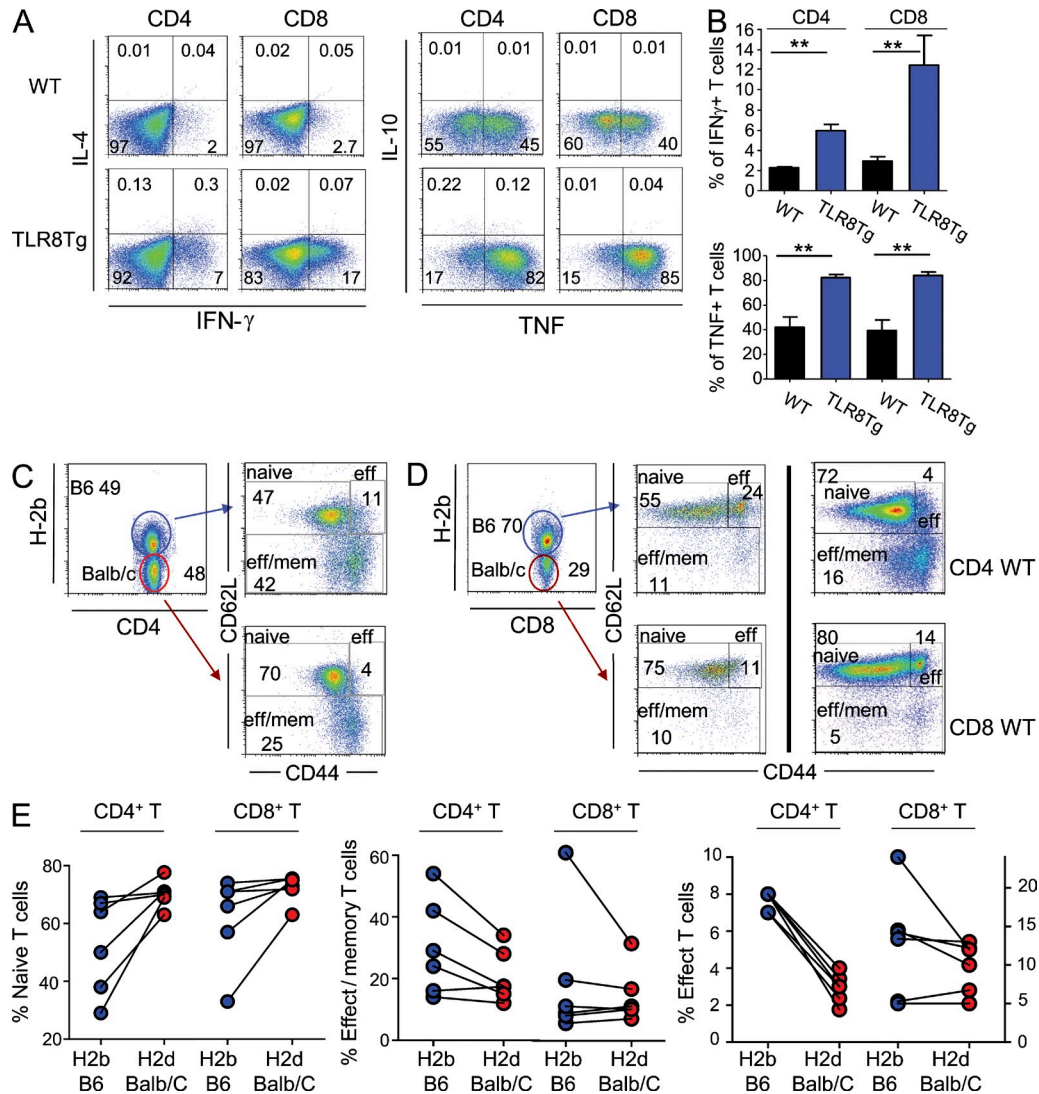 A
CD4 CD8 CD4 CD8
WT
IL-4
0.01 0.04
97 2
0.02 0.05
97 2.7
IL-10
0.01 0.01
55 45
0.01 0.01
60 40
TLR8Tg
0.13 0.3
92 7
0.02 0.07
83 17
0.22 0.12
17 82
0.01 0.04
15 85
IFN-γ
TNF
B
CD4 CD8
% of IFNγ+ T cells
16
14
12
10
8
6
4
2
0
** **
WT TLR8Tg WT TLR8Tg
% of TNF+ T cells
100
80
60
40
20
0
** **
WT TLR8Tg WT TLR8Tg
C
H-2b
B6 49
Balb/c 48
CD4
CD62L
naive eff
47 11
eff/mem
42
naive eff
70 4
eff/mem
25
CD44
D
H-2b
B6 70
Balb/c 29
CD8
CD62L
naive eff
55 24
eff/mem
11
naive eff
75 11
eff/mem
10
72 4
naive
eff
eff/mem
16
CD4 WT
80 14
naive
eff
eff/mem
5
CD8 WT
CD44
E
CD4⁺ T CD8⁺ T
% Naive T cells
80
60
40
20
H2b H2d H2b H2d
B6 Balb/C B6 Balb/C
CD4⁺ T CD8⁺ T
% Effect / memory T cells
60
40
20
0
H2b H2d H2b H2d
B6 Balb/C B6 Balb/C
CD4⁺ T CD8⁺ T
% Effect T cells
10
8
6
4
2
0
20
15
10
5
0
H2b H2d H2b H2d
B6 Balb/C B6 Balb/C